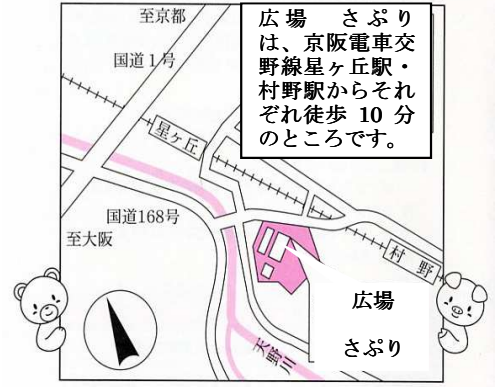 至京都
国道1号
広場　さぷり
は、京阪電車交
野線星ヶ丘駅・
村野駅からそれ
ぞれ徒歩 10 分
のところです。
星ケ丘
国道168号
至大阪
村野
広場
さぷり
天野川